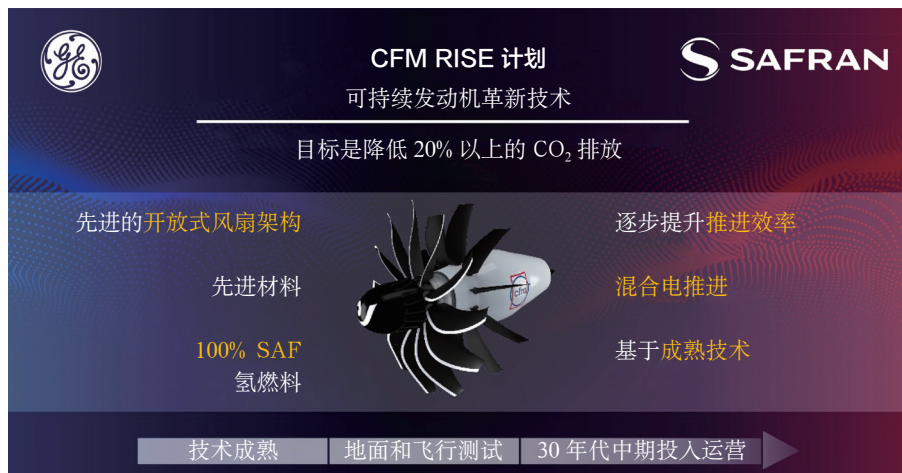 GE
CFM RISE 计划
SAFRAN
可持续发动机革新技术
目标是降低 20% 以上的 CO₂ 排放
先进的开放式风扇架构
先进材料
100% SAF
氢燃料
cfm
逐步提升推进效率
混合电推进
基于成熟技术
技术成熟
地面和飞行测试
30 年代中期投入运营